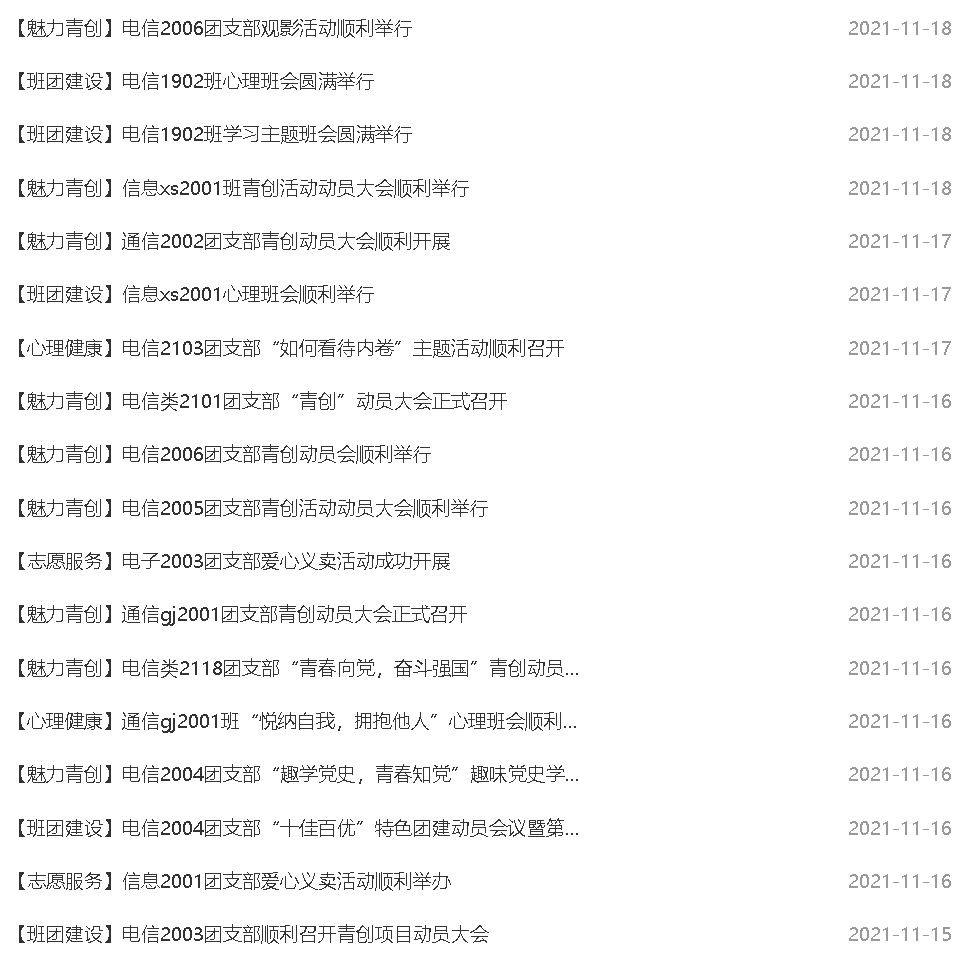 【魅力青创】电信2006团支部观影活动顺利举行 2021-11-18
【班团建设】电信1902班心理班会圆满举行 2021-11-18
【班团建设】电信1902班学习主题班会圆满举行 2021-11-18
【魅力青创】信息xs2001班青创活动动员大会顺利举行 2021-11-18
【魅力青创】通信2002团支部青创动员大会顺利开展 2021-11-17
【班团建设】信息xs2001心理班会顺利举行 2021-11-17
【心理健康】电信2103团支部“如何看待内卷”主题活动顺利召开 2021-11-17
【魅力青创】电信类2101团支部“青创”动员大会正式召开 2021-11-16
【魅力青创】电信2006团支部青创动员会顺利举行 2021-11-16
【魅力青创】电信2005团支部青创活动动员大会顺利举行 2021-11-16
【志愿服务】电子2003团支部爱心义卖活动成功开展 2021-11-16
【魅力青创】通信gj2001团支部青创动员大会正式召开 2021-11-16
【魅力青创】电信类2118团支部“青春向党，奋斗强国”青创动员... 2021-11-16
【心理健康】通信gj2001班“悦纳自我，拥抱他人”心理班会顺利... 2021-11-16
【魅力青创】电信2004团支部“趣学党史，青春知党”趣味党史学... 2021-11-16
【班团建设】电信2004团支部“十佳百优”特色团建动员会议暨第... 2021-11-16
【志愿服务】信息2001团支部爱心义卖活动顺利举办 2021-11-16
【班团建设】电信2003团支部顺利召开青创项目动员大会 2021-11-15